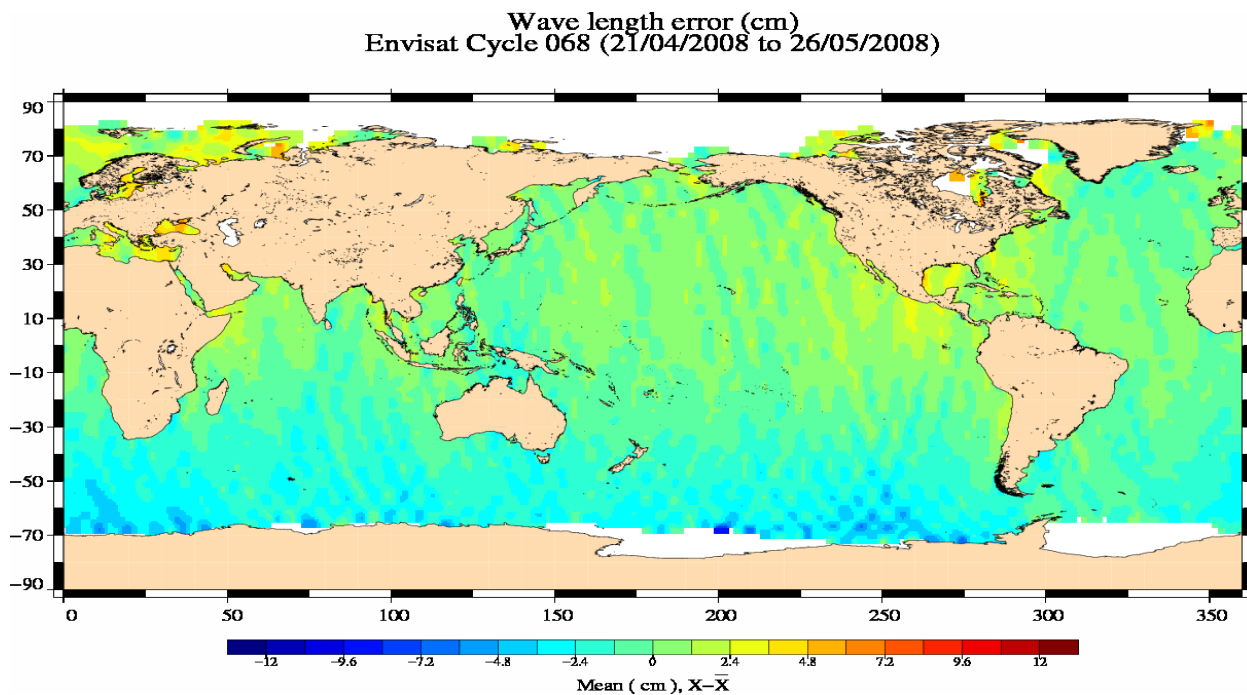 Wave length error (cm)
Envisat Cycle 068 (21/04/2008 to 26/05/2008)
90
70
50
30
10
−10
−30
−50
−70
−90
0 50 100 150 200 250 300 350
−12 −9.6 −7.2 −4.8 −2.4 0 2.4 4.8 7.2 9.6 12
Mean ( cm ), X−X̅